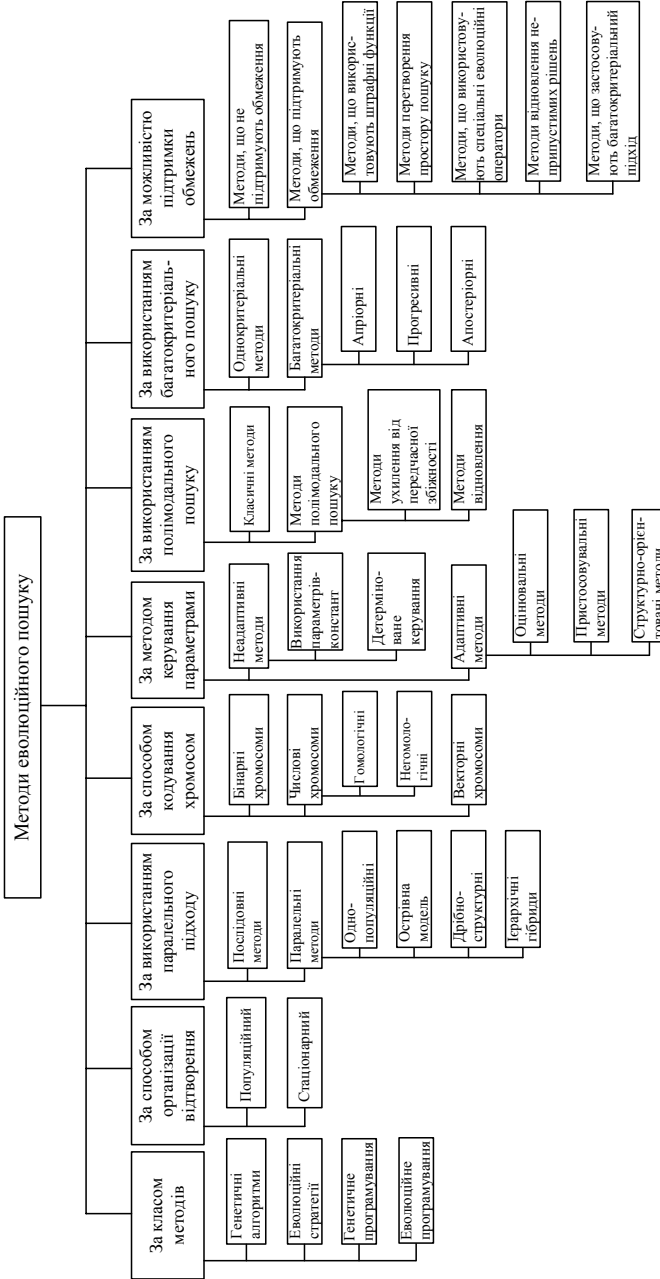 Методи еволюційного пошуку
За класом
методів
Генетичні
алгоритми
Еволюційні
стратегії
Генетичне
програмування
Еволюційне
програмування
За способом
організації
відтворення
Популяційний
Стаціонарний
За використанням
паралельного
підходу
Послідовні
методи
Паралельні
методи
Одно-
популяційні
Острівна
модель
Дрібно-
структурні
Ієрархічні
гібриди
За способом
кодування
хромосом
Бінарні
хромосоми
Числові
хромосоми
Гомологічні
Негомоло-
гічні
Векторні
хромосоми
За методом
керування
параметрами
Неадаптивні
методи
Використання
параметрів-
констант
Детерміно-
ване
керування
Адаптивні
методи
Оцінювальні
методи
Пристосовувальні
методи
Структурно-орієн-
товані методи
За використанням
полімодального
пошуку
Класичні методи
Методи
полімодального
пошуку
Методи
ухилення від
передчасної
збіжності
Методи
відновлення
За використанням
багатокритеріаль-
ного пошуку
Однокритеріальні
методи
Багатокритеріальні
методи
Апріорні
Прогресивні
Апостеріорні
За можливістю
підтримки
обмежень
Методи, що не
підтримують обмеження
Методи, що підтримують
обмеження
Методи, що викорис-
товують штрафні функції
Методи перетворення
простору пошуку
Методи, що використову-
ють спеціальні еволюційні
оператори
Методи відновлення не-
припустимих рішень
Методи, що застосову-
ють багатокритеріальний
підхід